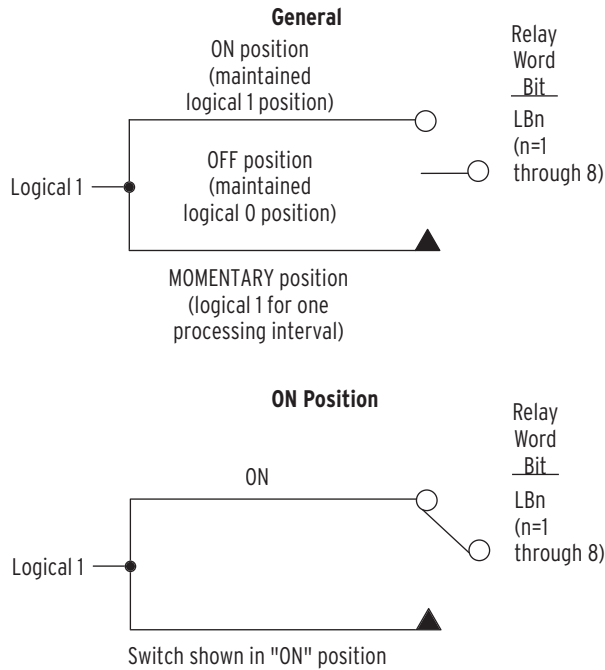 General
ON position
(maintained
logical 1 position)
Relay
Word
Bit
LBn
(n=1
through 8)
OFF position
(maintained
logical 0 position)
Logical 1
MOMENTARY position
(logical 1 for one
processing interval)
ON Position
Relay
Word
Bit
LBn
(n=1
through 8)
ON
Logical 1
Switch shown in "ON" position